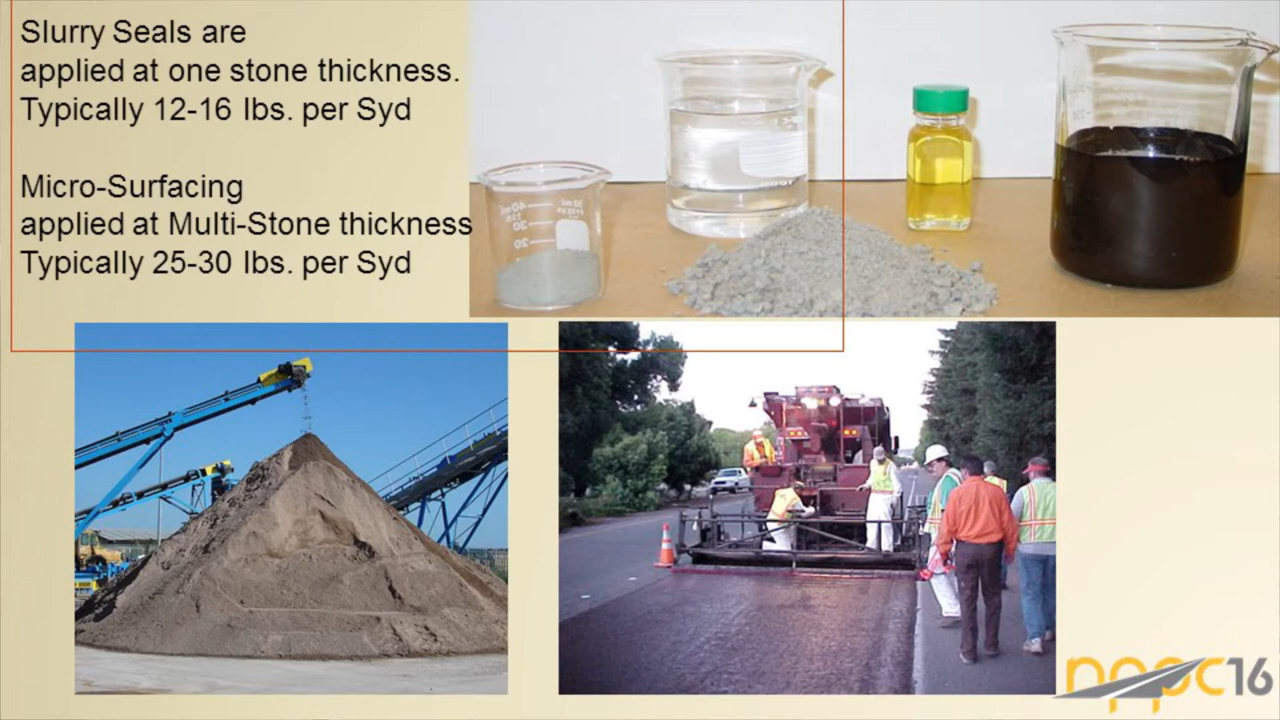 Slurry Seals are
applied at one stone thickness.
Typically 12-16 lbs. per Syd
Micro-Surfacing
applied at Multi-Stone thickness
Typically 25-30 lbs. per Syd
nppc16